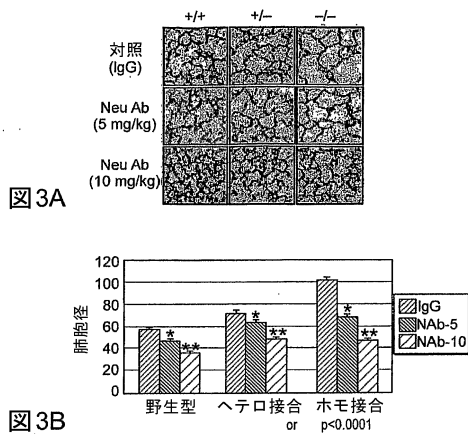 +/+ +/− −/−
対照
(IgG)
Neu Ab
(5 mg/kg)
Neu Ab
(10 mg/kg)
図3A
120
100
80
60
40
20
0
肺胞径
* ** * ** * **
IgG
NAb-5
NAb-10
野生型 ヘテロ接合 ホモ接合
or p<0.0001
図3B